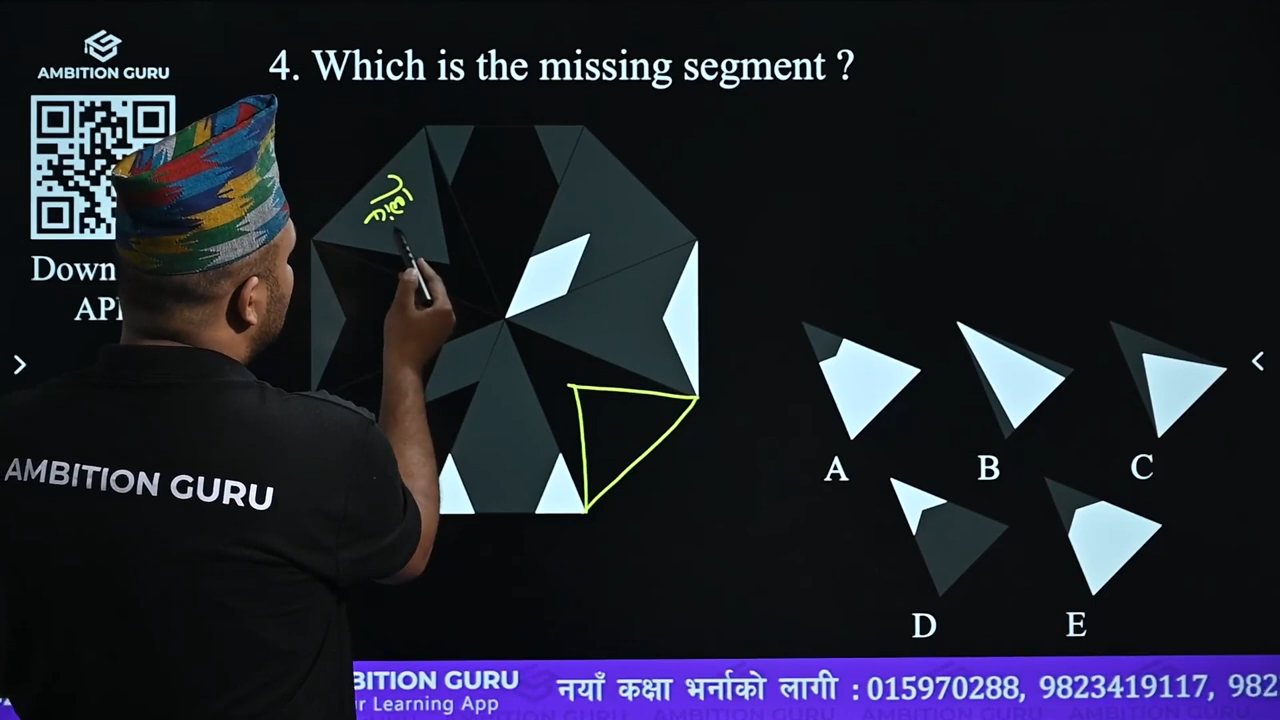 4. Which is the missing segment ?
AMBITION GURU
Down
AP
AMBITION GURU
A
B
C
D
E
BITION GURU
r Learning App
नयाँ कक्षा भर्नाको लागी : 015970288, 9823419117, 982